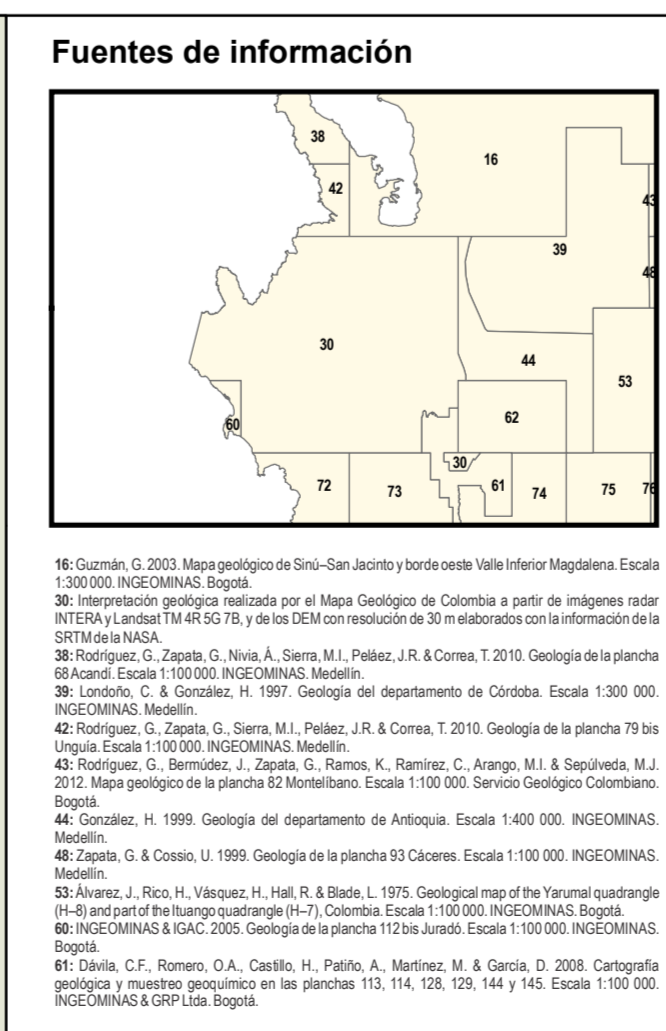 Fuentes de información
38
16
42
43
39
48
30
44
53
60
62
30
72
73
61
74
75
76
16: Guzmán, G. 2003. Mapa geológico de Sinú–San Jacinto y borde oeste Valle Inferior Magdalena. Escala
1:300 000. INGEOMINAS. Bogotá.
30: Interpretación geológica realizada por el Mapa Geológico de Colombia a partir de imágenes radar
INTERA y Landsat TM 4R 5G 7B, y de los DEM con resolución de 30 m elaborados con la información de la
SRTM de la NASA.
38: Rodríguez, G., Zapata, G., Nivia, Á., Sierra, M.I., Peláez, J.R. & Correa, T. 2010. Geología de la plancha
68 Acandí. Escala 1:100 000. INGEOMINAS. Medellín.
39: Londoño, C. & González, H. 1997. Geología del departamento de Córdoba. Escala 1:300 000.
INGEOMINAS. Medellín.
42: Rodríguez, G., Zapata, G., Sierra, M.I., Peláez, J.R. & Correa, T. 2010. Geología de la plancha 79 bis
Unguía. Escala 1:100 000. INGEOMINAS. Medellín.
43: Rodríguez, G., Bermúdez, J., Zapata, G., Ramos, K., Ramírez, C., Arango, M.I. & Sepúlveda, M.J.
2012. Mapa geológico de la plancha 82 Montelíbano. Escala 1:100 000. Servicio Geológico Colombiano.
Bogotá.
44: González, H. 1999. Geología del departamento de Antioquia. Escala 1:400 000. INGEOMINAS.
Medellín.
48: Zapata, G. & Cossio, U. 1999. Geología de la plancha 93 Cáceres. Escala 1:100 000. INGEOMINAS.
Medellín.
53: Álvarez, J., Rico, H., Vásquez, H., Hall, R. & Blade, L. 1975. Geological map of the Yarumal quadrangle
(H–8) and part of the Ituango quadrangle (H–7), Colombia. Escala 1:100 000. INGEOMINAS. Bogotá.
60: INGEOMINAS & IGAC. 2005. Geología de la plancha 112 bis Juradó. Escala 1:100 000. INGEOMINAS.
Bogotá.
61: Dávila, C.F., Romero, O.A., Castillo, H., Patiño, A., Martínez, M. & García, D. 2008. Cartografía
geológica y muestreo geoquímico en las planchas 113, 114, 128, 129, 144 y 145. Escala 1:100 000.
INGEOMINAS & GRP Ltda. Bogotá.